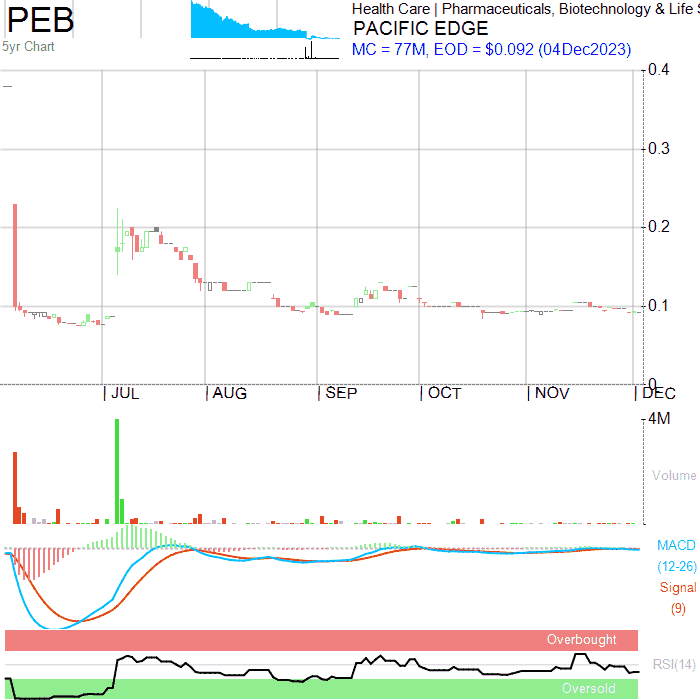 PEB
5yr Chart
Health Care | Pharmaceuticals, Biotechnology & Life S
PACIFIC EDGE
MC = 77M, EOD = $0.092 (04Dec2023)
0.4
0.3
0.2
0.1
0
JUL
AUG
SEP
OCT
NOV
DEC
4M
Volume
MACD
(12-26)
Signal
(9)
Overbought
RSI(14)
Oversold